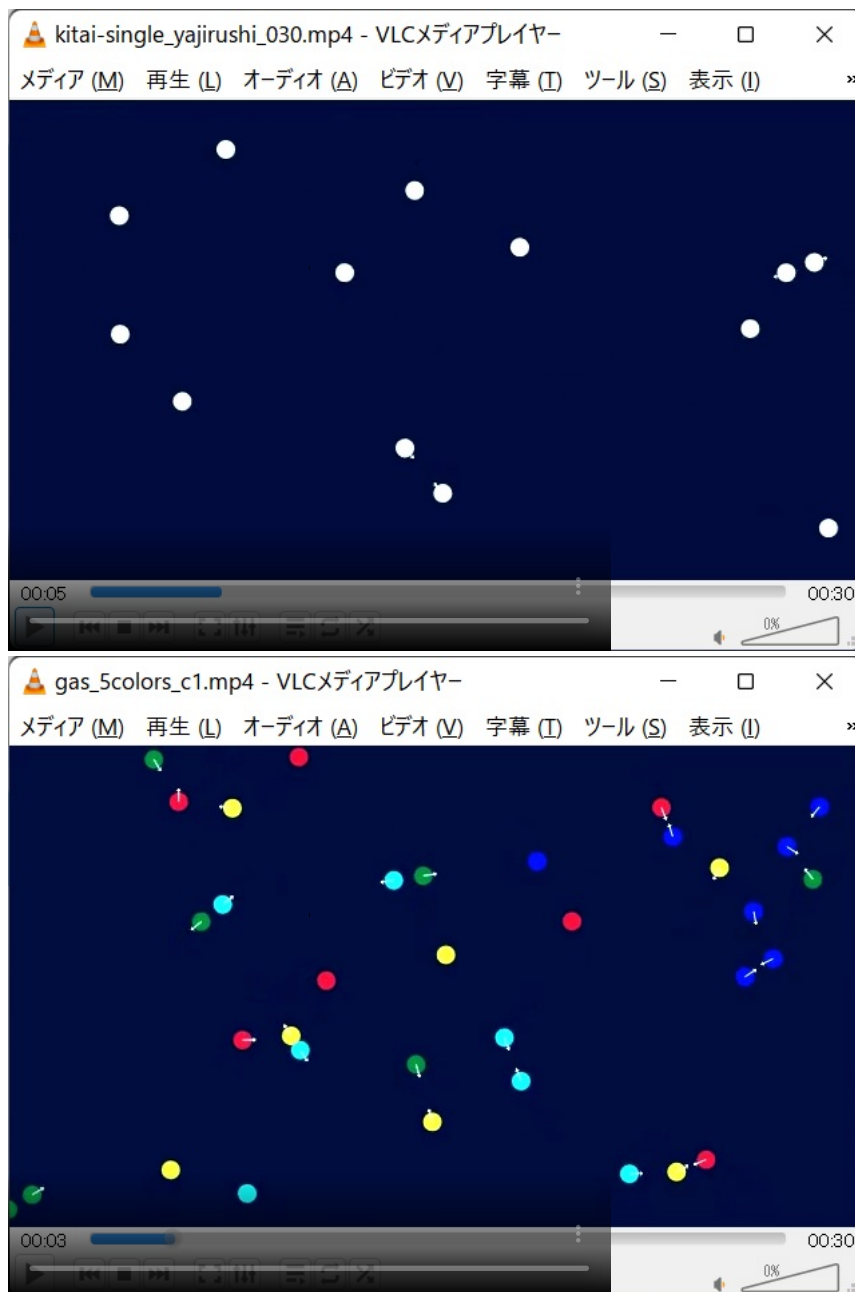 kitai-single_yajirushi_030.mp4 - VLCメディアプレイヤー
メディア (M) 再生 (L) オーディオ (A) ビデオ (V) 字幕 (T) ツール (S) 表示 (I) »
00:05 00:30
0%
gas_5colors_c1.mp4 - VLCメディアプレイヤー
メディア (M) 再生 (L) オーディオ (A) ビデオ (V) 字幕 (T) ツール (S) 表示 (I) »
00:03 00:30
0%